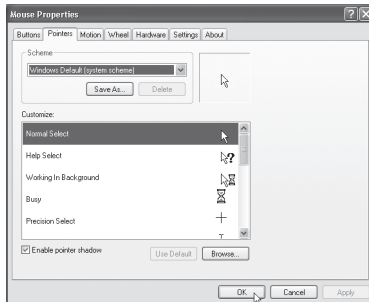 Mouse Properties
Buttons Pointers Motion Wheel Hardware Settings About
Scheme
Windows Default (system scheme)
Save As... Delete
Customize:
Normal Select
Help Select
Working In Background
Busy
Precision Select
Enable pointer shadow
Use Default Browse...
OK Cancel Apply